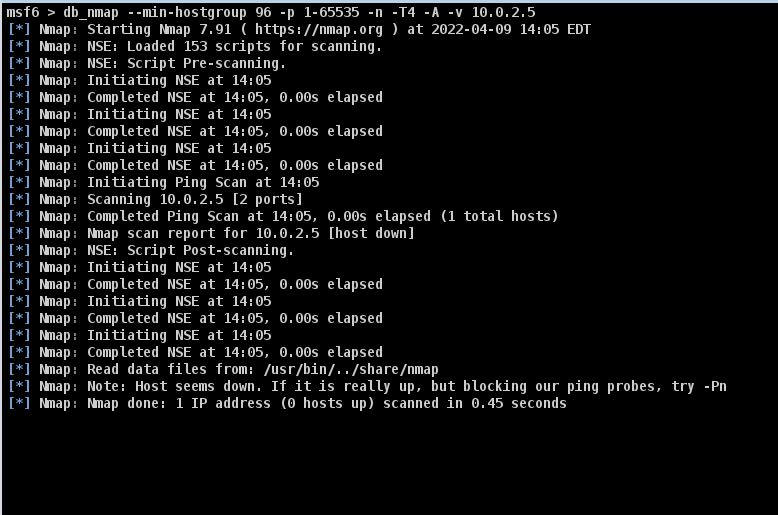 msf6 > db_nmap --min-hostgroup 96 -p 1-65535 -n -T4 -A -v 10.0.2.5
[*] Nmap: Starting Nmap 7.91 ( https://nmap.org ) at 2022-04-09 14:05 EDT
[*] Nmap: NSE: Loaded 153 scripts for scanning.
[*] Nmap: NSE: Script Pre-scanning.
[*] Nmap: Initiating NSE at 14:05
[*] Nmap: Completed NSE at 14:05, 0.00s elapsed
[*] Nmap: Initiating NSE at 14:05
[*] Nmap: Completed NSE at 14:05, 0.00s elapsed
[*] Nmap: Initiating NSE at 14:05
[*] Nmap: Completed NSE at 14:05, 0.00s elapsed
[*] Nmap: Initiating Ping Scan at 14:05
[*] Nmap: Scanning 10.0.2.5 [2 ports]
[*] Nmap: Completed Ping Scan at 14:05, 0.00s elapsed (1 total hosts)
[*] Nmap: Nmap scan report for 10.0.2.5 [host down]
[*] Nmap: NSE: Script Post-scanning.
[*] Nmap: Initiating NSE at 14:05
[*] Nmap: Completed NSE at 14:05, 0.00s elapsed
[*] Nmap: Initiating NSE at 14:05
[*] Nmap: Completed NSE at 14:05, 0.00s elapsed
[*] Nmap: Initiating NSE at 14:05
[*] Nmap: Completed NSE at 14:05, 0.00s elapsed
[*] Nmap: Read data files from: /usr/bin/../share/nmap
[*] Nmap: Note: Host seems down. If it is really up, but blocking our ping probes, try -Pn
[*] Nmap: Nmap done: 1 IP address (0 hosts up) scanned in 0.45 seconds